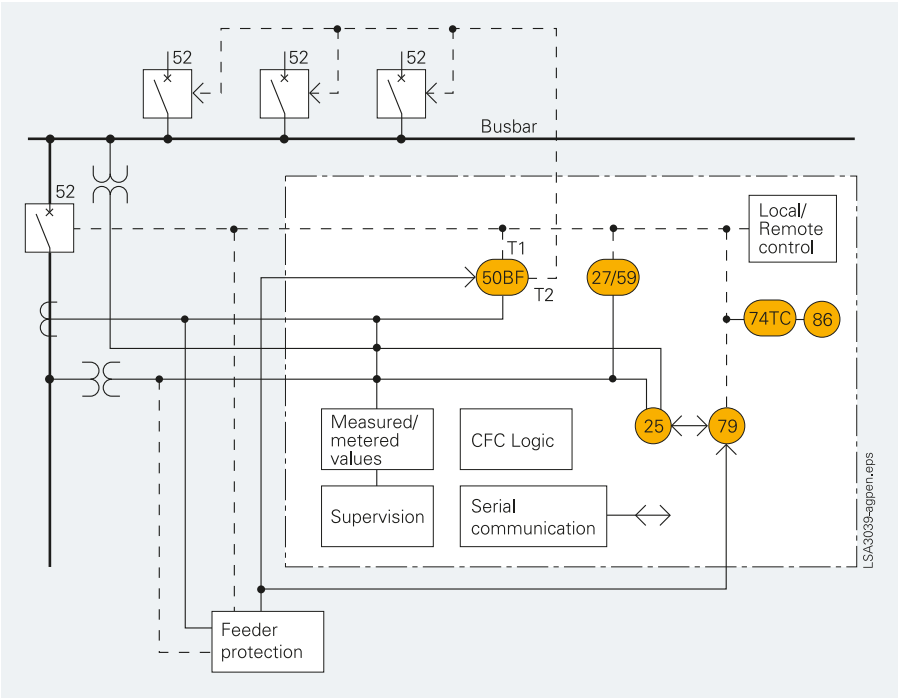 52
52
52
Busbar
52
Local/
Remote
control
T1
50BF
T2
27/59
74TC
86
25
79
Measured/
metered
values
CFC Logic
Supervision
Serial
communication
Feeder
protection
LSA3039-agpen.eps